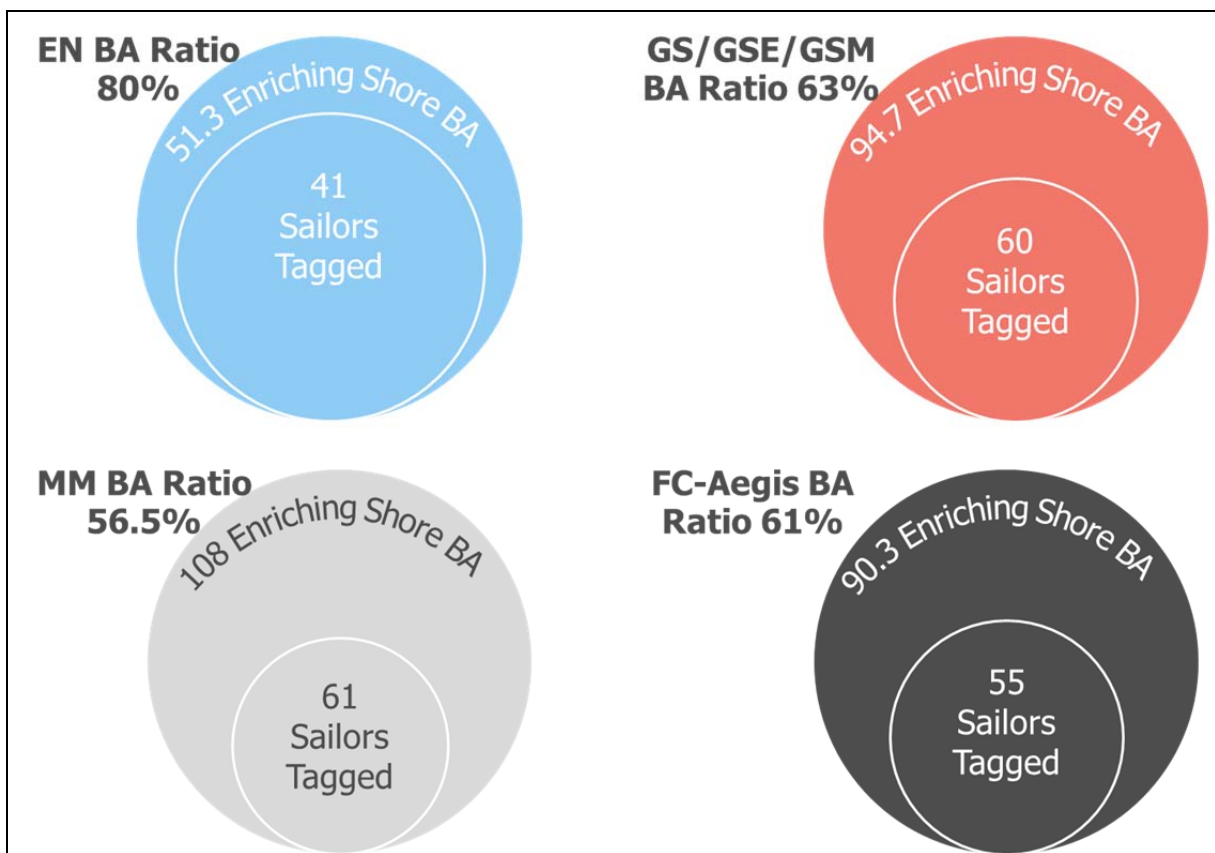 EN BA Ratio
80%
51.3 Enriching Shore BA
41
Sailors
Tagged
GS/GSE/GSM
BA Ratio 63%
94.7 Enriching Shore BA
60
Sailors
Tagged
MM BA Ratio
56.5%
108 Enriching Shore BA
61
Sailors
Tagged
FC-Aegis BA
Ratio 61%
90.3 Enriching Shore BA
55
Sailors
Tagged